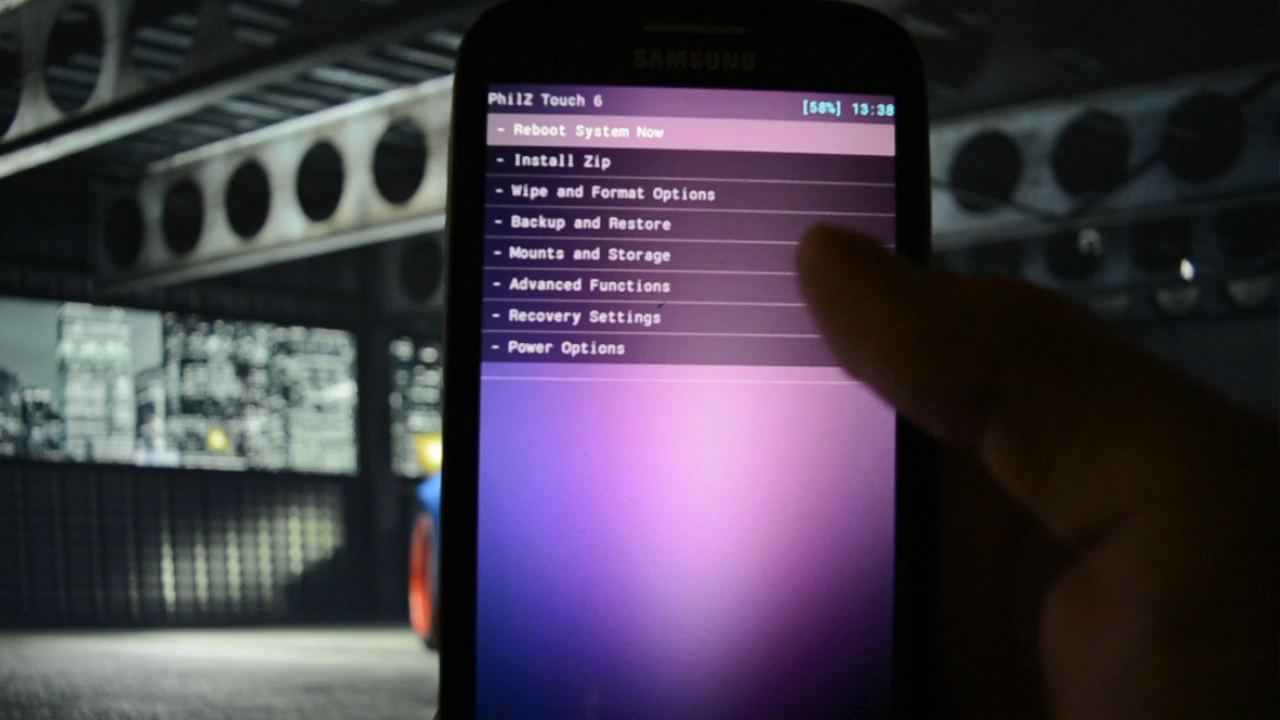 SAMSUNG
PhilZ Touch 6 [58%] 13:38
- Reboot System Now
- Install Zip
- Wipe and Format Options
- Backup and Restore
- Mounts and Storage
- Advanced Functions
- Recovery Settings
- Power Options